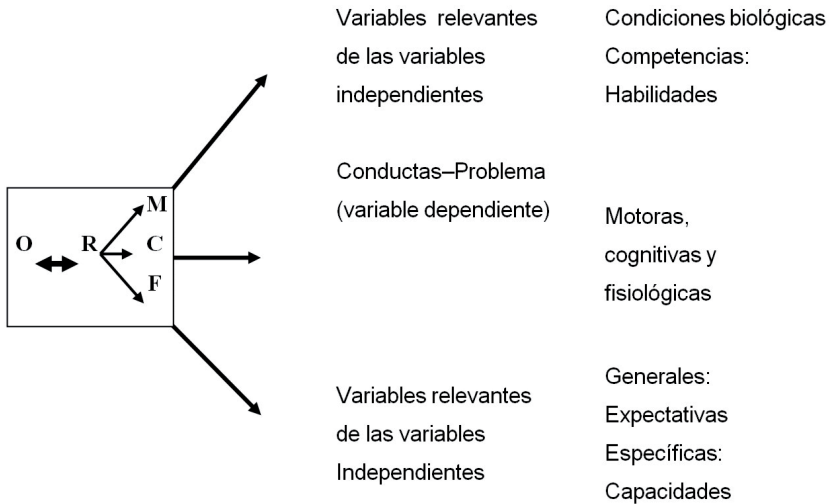 Variables relevantes
de las variables
independientes
Condiciones biológicas
Competencias:
Habilidades
O
R
M
C
F
Conductas–Problema
(variable dependiente)
Motoras,
cognitivas y
fisiológicas
Variables relevantes
de las variables
Independientes
Generales:
Expectativas
Específicas:
Capacidades